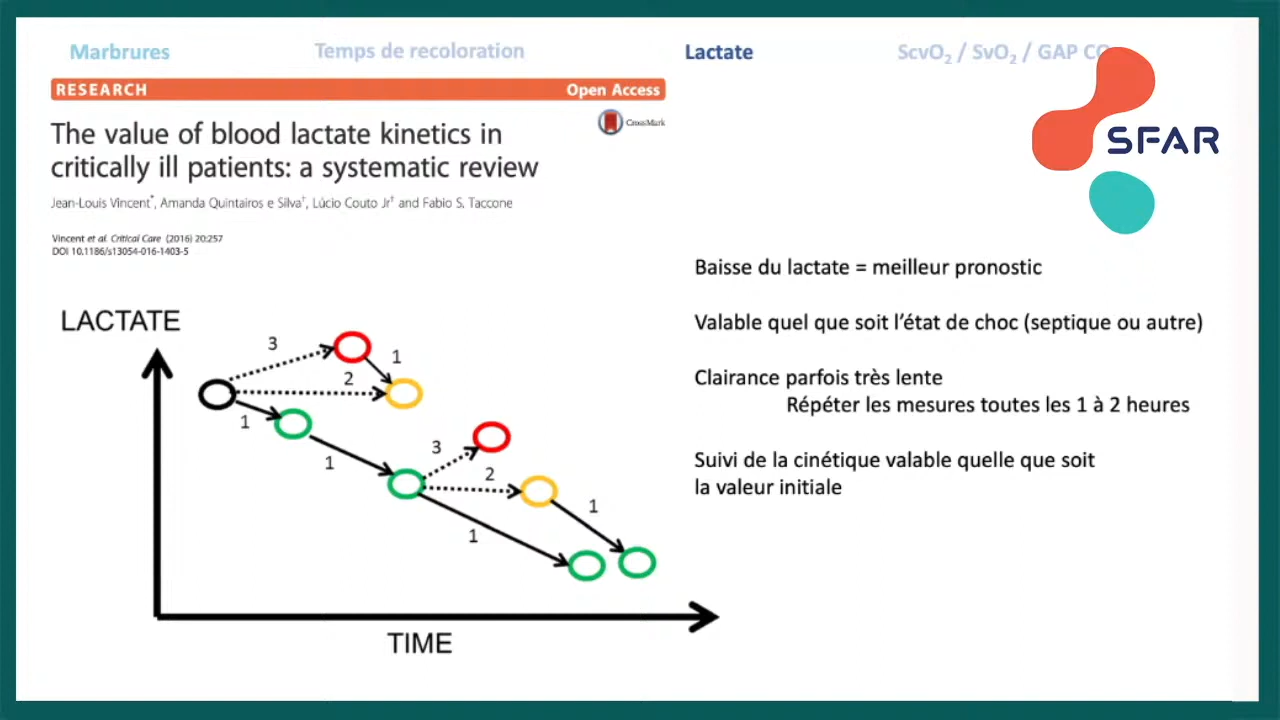 Marbrures
Temps de recoloration
Lactate
ScvO₂ / SvO₂ / GAP
SFAR
RESEARCH
Open Access
CrossMark
The value of blood lactate kinetics in
critically ill patients: a systematic review
Jean-Louis Vincent*, Amanda Quintairos e Silva†, Lúcio Couto Jr† and Fabio S. Taccone
Vincent et al. Critical Care (2016) 20:257
DOI 10.1186/s13054-016-1403-5
Baisse du lactate = meilleur pronostic
Valable quel que soit l’état de choc (septique ou autre)
Clairance parfois très lente
Répéter les mesures toutes les 1 à 2 heures
Suivi de la cinétique valable quelle que soit
la valeur initiale
LACTATE
3
1
2
1
1
3
2
1
1
TIME